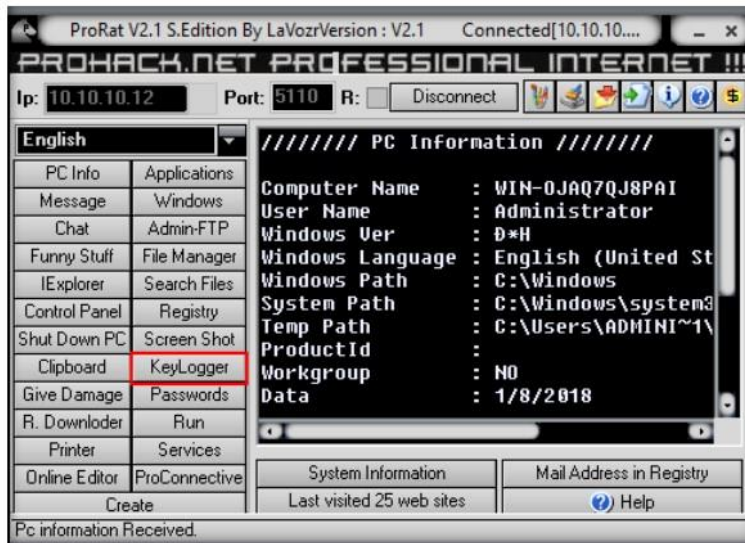 ProRat V2.1 S.Edition By LaVozrVersion : V2.1 Connected[10.10.10....
PROHACK.NET PROFESSIONAL INTERNET !!!
Ip: 10.10.10.12 Port: 5110 R: Disconnect
English
PC Info Applications
Message Windows
Chat Admin-FTP
Funny Stuff File Manager
IExplorer Search Files
Control Panel Registry
Shut Down PC Screen Shot
Clipboard KeyLogger
Give Damage Passwords
R. Downloder Run
Printer Services
Online Editor ProConnective
Create
//////// PC Information ////////
Computer Name : WIN-OJAQ7QJ8PAI
User Name : Administrator
Windows Ver : Đ*H
Windows Language : English (United St
Windows Path : C:\Windows
System Path : C:\Windows\system3
Temp Path : C:\Users\ADMINI~1\
ProductId :
Workgroup : NO
Data : 1/8/2018
System Information Mail Address in Registry
Last visited 25 web sites Help
Pc information Received.